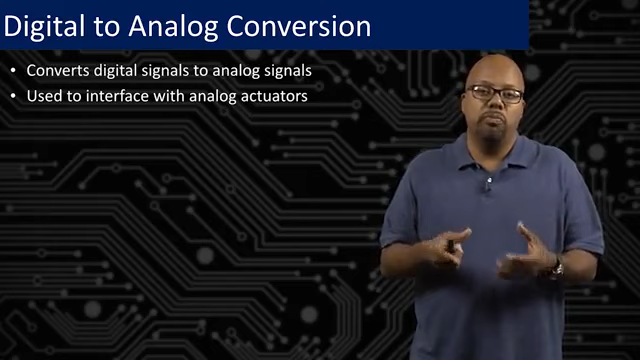 Digital to Analog Conversion
• Converts digital signals to analog signals
• Used to interface with analog actuators